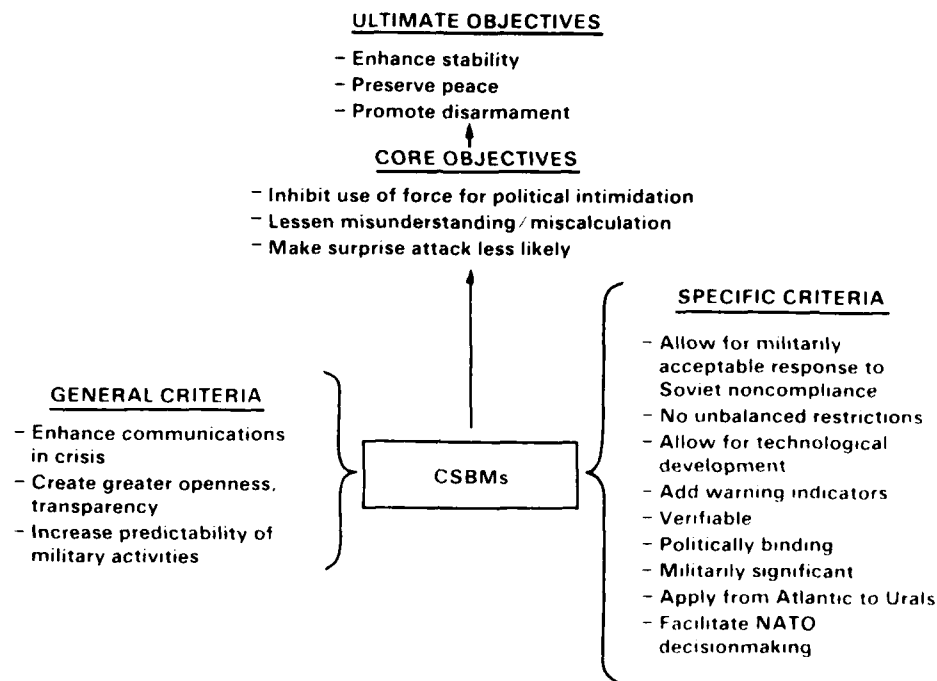 ULTIMATE OBJECTIVES
- Enhance stability
- Preserve peace
- Promote disarmament
CORE OBJECTIVES
- Inhibit use of force for political intimidation
- Lessen misunderstanding/miscalculation
- Make surprise attack less likely
GENERAL CRITERIA
- Enhance communications
in crisis
- Create greater openness,
transparency
- Increase predictability of
military activities
CSBMs
SPECIFIC CRITERIA
- Allow for militarily
acceptable response to
Soviet noncompliance
- No unbalanced restrictions
- Allow for technological
development
- Add warning indicators
- Verifiable
- Politically binding
- Militarily significant
- Apply from Atlantic to Urals
- Facilitate NATO
decisionmaking